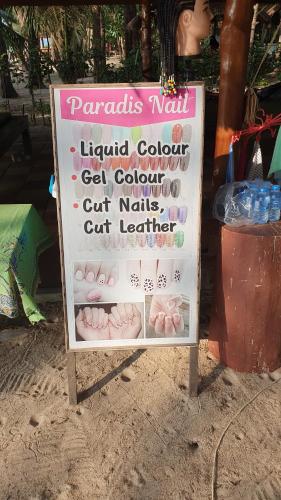 Paradis Nail
• Liquid Colour
• Gel Colour
• Cut Nails,
Cut Leather